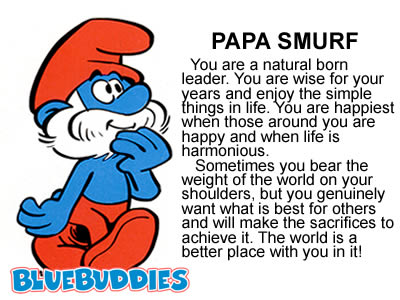 PAPA SMURF
You are a natural born
leader. You are wise for your
years and enjoy the simple
things in life. You are happiest
when those around you are
happy and when life is
harmonious.
Sometimes you bear the
weight of the world on your
shoulders, but you genuinely
want what is best for others
and will make the sacrifices to
achieve it. The world is a
better place with you in it!
BLUEBUDDIES